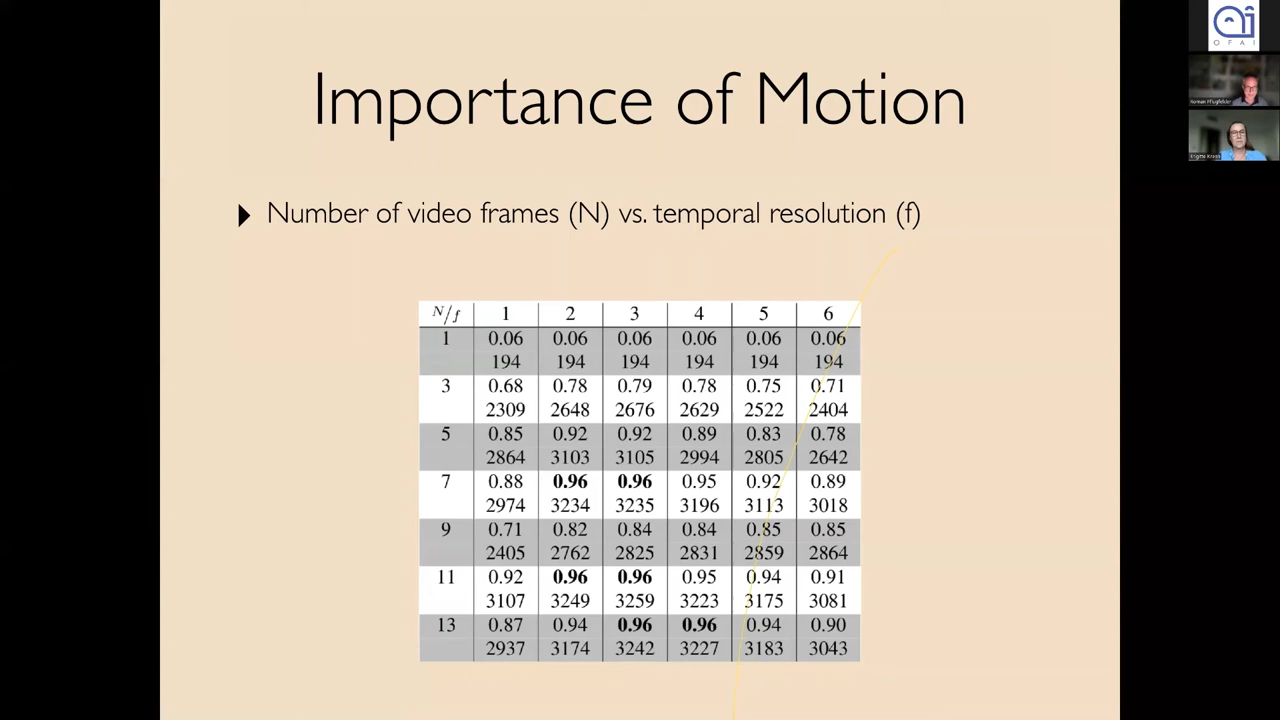 Importance of Motion
Number of video frames (N) vs. temporal resolution (f)
N/f 1 2 3 4 5 6
1 0.06 0.06 0.06 0.06 0.06 0.06
194 194 194 194 194 194
3 0.68 0.78 0.79 0.78 0.75 0.71
2309 2648 2676 2629 2522 2404
5 0.85 0.92 0.92 0.89 0.83 0.78
2864 3103 3105 2994 2805 2642
7 0.88 0.96 0.96 0.95 0.92 0.89
2974 3234 3235 3196 3113 3018
9 0.71 0.82 0.84 0.84 0.85 0.85
2405 2762 2825 2831 2859 2864
11 0.92 0.96 0.96 0.95 0.94 0.91
3107 3249 3259 3223 3175 3081
13 0.87 0.94 0.96 0.96 0.94 0.90
2937 3174 3242 3227 3183 3043
OFAI
Roman Pflugfelder
Brigitte Krenn